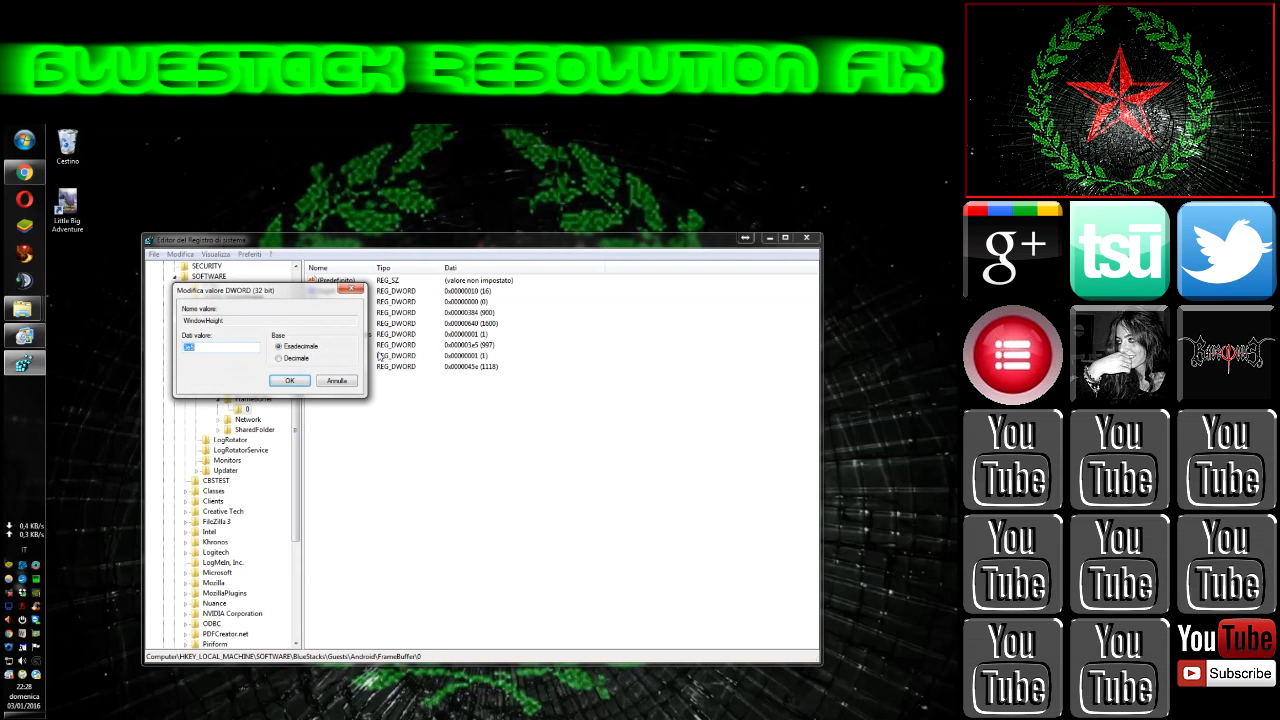 BLUESTACK RESOLUTION FIX
Cestino
Little Big
Adventure
Editor del Registro di sistema
File Modifica Visualizza Preferiti ?
SECURITY
SOFTWARE
Nome Tipo Dati
(Predefinito) REG_SZ (valore non impostato)
REG_DWORD 0x00000010 (16)
REG_DWORD 0x00000000 (0)
REG_DWORD 0x00000384 (900)
REG_DWORD 0x00000640 (1600)
REG_DWORD 0x00000001 (1)
REG_DWORD 0x000003e5 (997)
REG_DWORD 0x00000001 (1)
REG_DWORD 0x0000045e (1118)
Modifica valore DWORD (32 bit)
Nome valore:
WindowHeight
Dati valore:
3e5
Base
Esadecimale
Decimale
OK Annulla
FrameBuffer
0
Network
SharedFolder
LogRotator
LogRotatorService
Monitors
Updater
CBSTEST
Classes
Clients
Creative Tech
FileZilla 3
Intel
Khronos
Logitech
LogMeIn, Inc.
Microsoft
Mozilla
MozillaPlugins
Nuance
NVIDIA Corporation
ODBC
PDFCreator.net
Piriform
Computer\HKEY_LOCAL_MACHINE\SOFTWARE\BlueStacks\Guests\Android\FrameBuffer\0
0,4 KB/s
0,3 KB/s
IT
22:28
domenica
03/01/2016
g+
tsū
You Tube
You Tube
You Tube
You Tube
You Tube
You Tube
You Tube
You Tube
YouTube
Subscribe